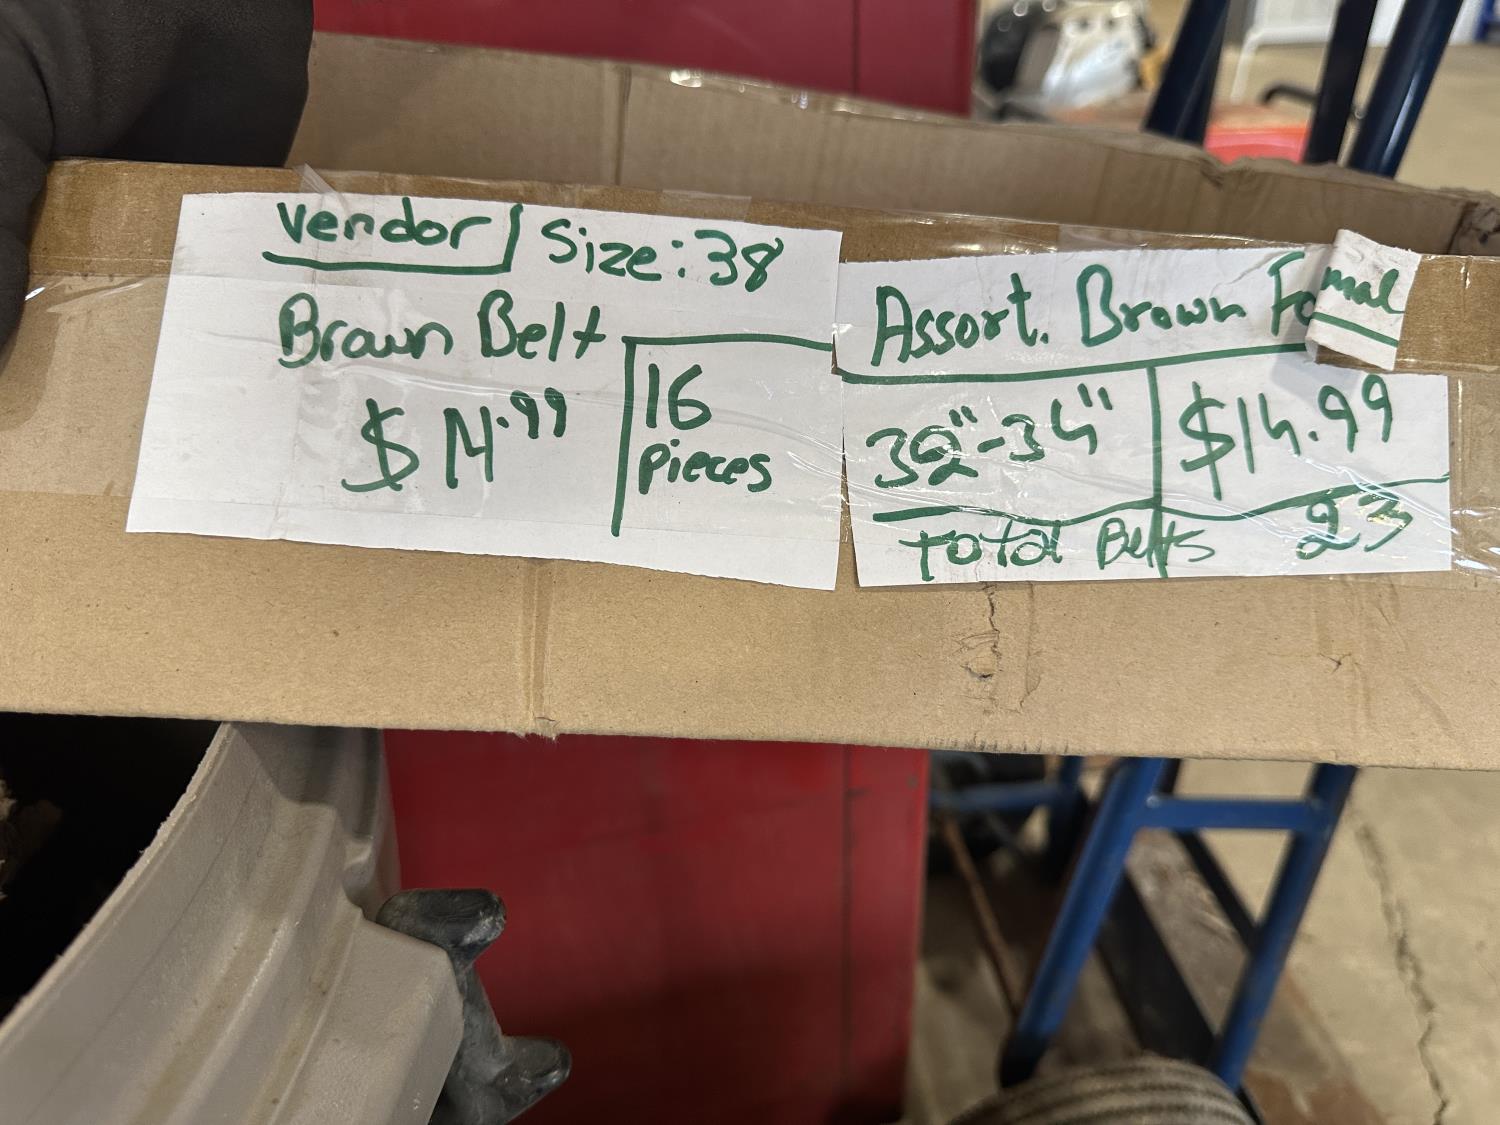 vendor Size: 38
Brown Belt
$14.99
16
pieces
Assort. Brown Formal
32"-34"
$14.99
Total Belts 23